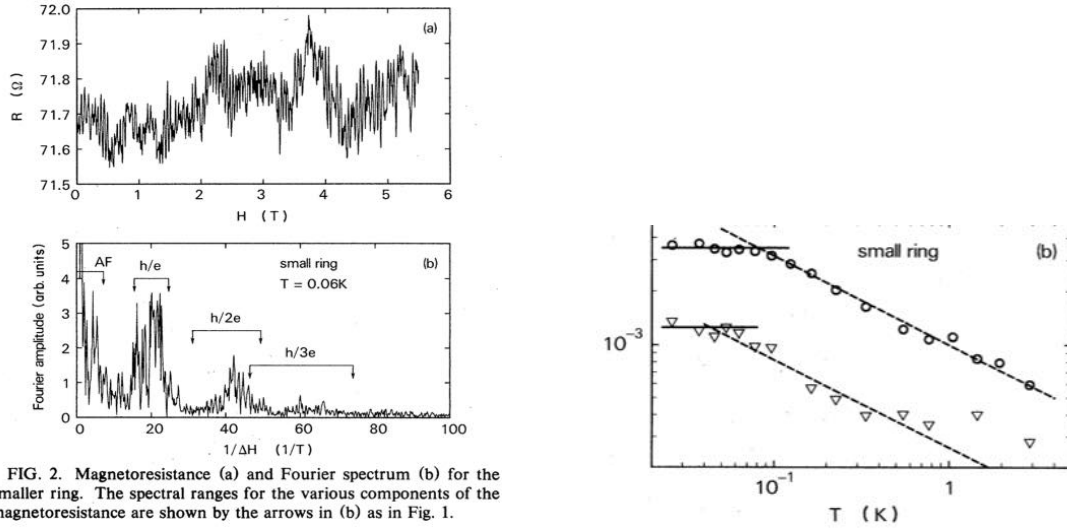 72.0
71.9
71.8
71.7
71.6
71.5
R (Ω)
(a)
0 1 2 3 4 5 6
H (T)
5
4
3
2
1
0
Fourier amplitude (arb. units)
AF
h/e
h/2e
h/3e
small ring
T = 0.06K
(b)
0 20 40 60 80 100
1/ΔH (1/T)
FIG. 2. Magnetoresistance (a) and Fourier spectrum (b) for the
maller ring. The spectral ranges for the various components of the
magnetoresistance are shown by the arrows in (b) as in Fig. 1.
small ring
(b)
10⁻³
10⁻¹ 1
T (K)